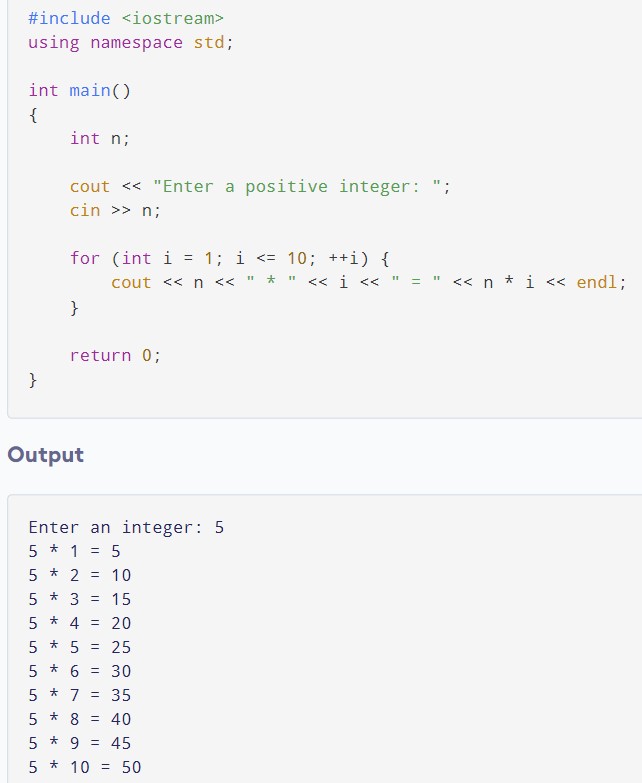 #include <iostream>
using namespace std;
int main()
{
    int n;
    cout << "Enter a positive integer: ";
    cin >> n;
    for (int i = 1; i <= 10; ++i) {
        cout << n << " * " << i << " = " << n * i << endl;
    }
    return 0;
}
Output
Enter an integer: 5
5 * 1 = 5
5 * 2 = 10
5 * 3 = 15
5 * 4 = 20
5 * 5 = 25
5 * 6 = 30
5 * 7 = 35
5 * 8 = 40
5 * 9 = 45
5 * 10 = 50